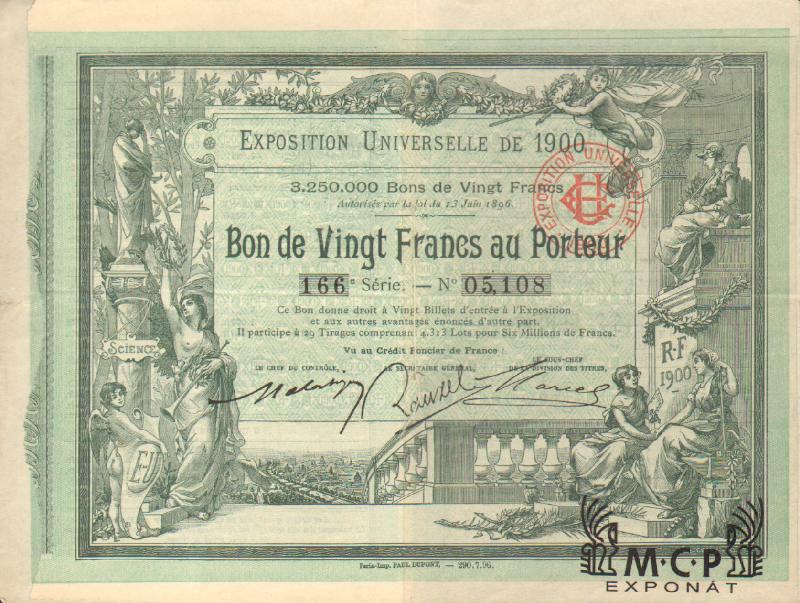 EXPOSITION UNIVERSELLE DE 1900
3.250.000 Bons de Vingt Francs
Autorisés par la loi du 13 Juin 1896
EXPOSITION UNIVERSELLE
Bon de Vingt Francs au Porteur
166e Série. — No 05,108
Ce Bon donne droit à Vingt Billets d'entrée à l'Exposition
et aux autres avantages énoncés d'autre part.
Il participe à 29 Tirages comprenant 4.313 Lots pour Six Millions de Francs.
Vu au Crédit Foncier de France :
LE CHEF DU CONTRÔLE,
LE SECRÉTAIRE GÉNÉRAL,
LE SOUS-CHEF
DE LA DIVISION DES TITRES,
SCIENCE
R·F
1900
Paris-Imp. PAUL DUPONT, — 290.7.96.
M·C·P
EXPONÁT